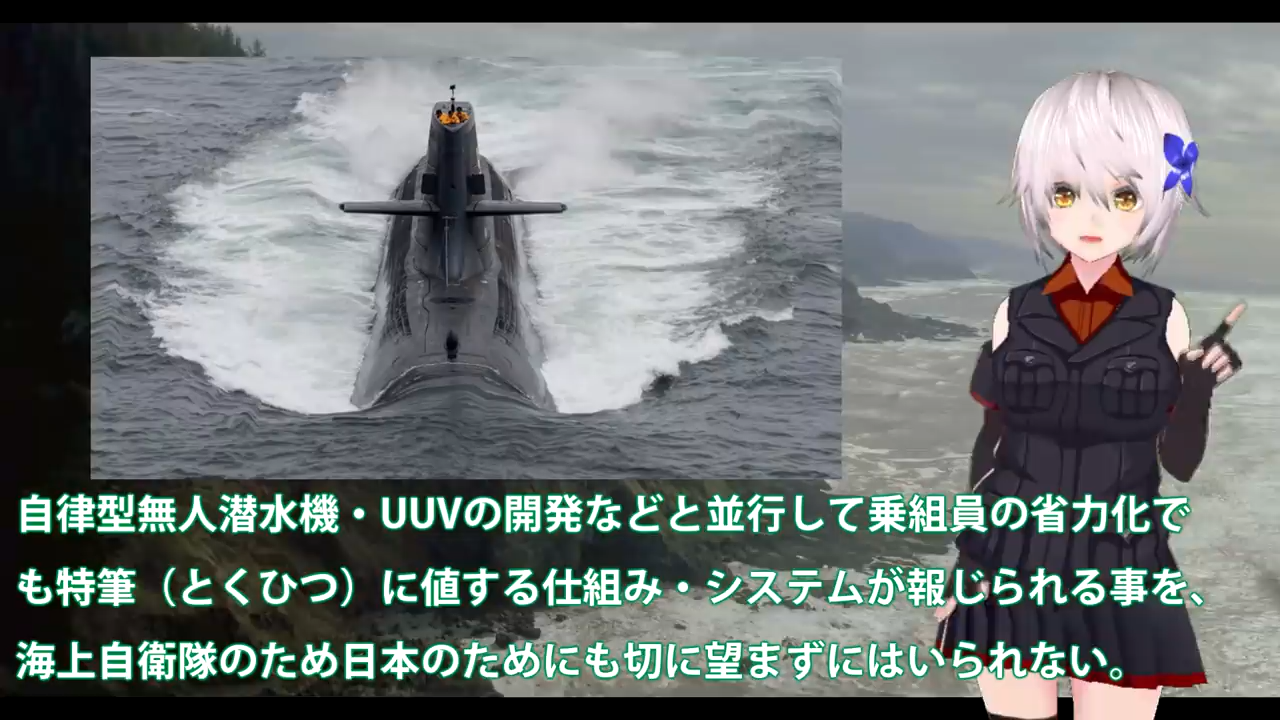 自律型無人潜水機・UUVの開発などと並行して乗組員の省力化で
も特筆（とくひつ）に値する仕組み・システムが報じられる事を、
海上自衛隊のため日本のためにも切に望まずにはいられない。